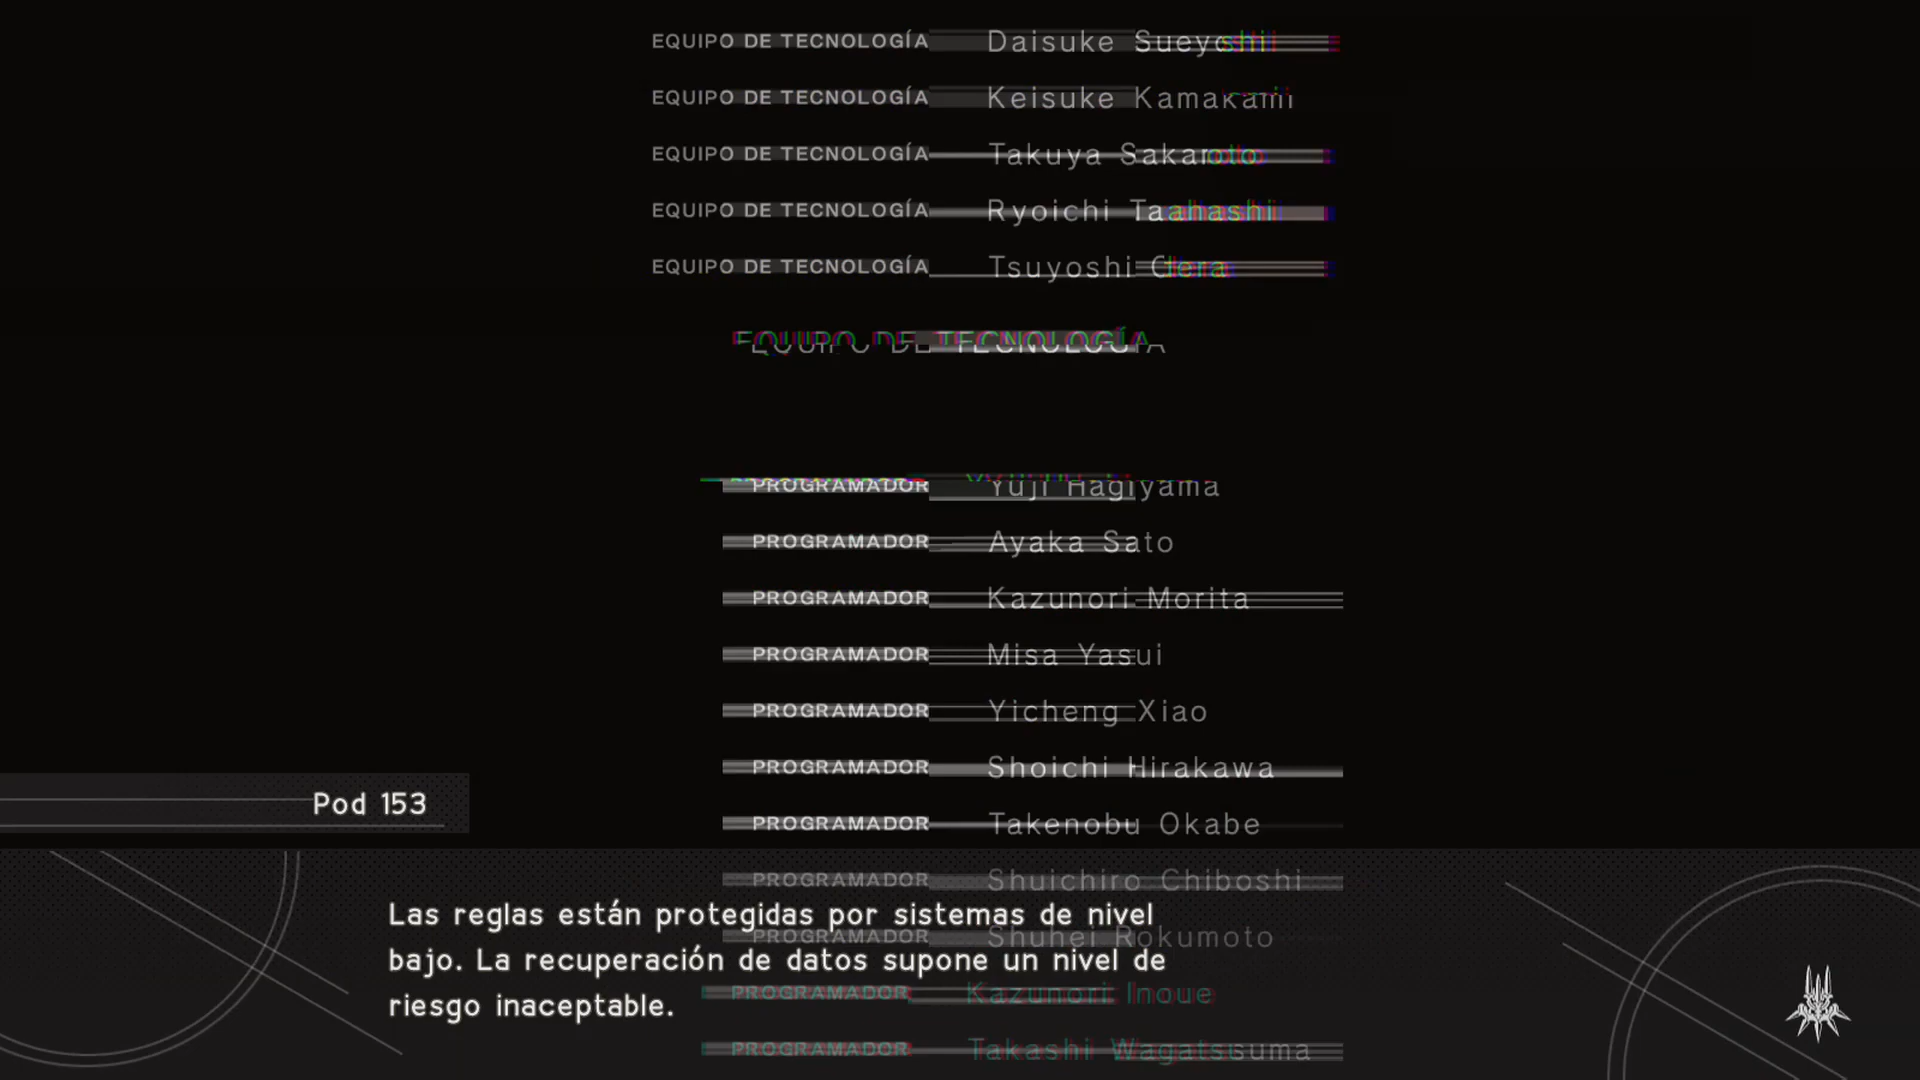 EQUIPO DE TECNOLOGÍA Daisuke Sueyoshi
EQUIPO DE TECNOLOGÍA Keisuke Kamakami
EQUIPO DE TECNOLOGÍA Takuya
EQUIPO DE TECNOLOGÍA Ryoichi
EQUIPO DE TECNOLOGÍA Tsuyoshi
EQUIPO DE TECNOLOGÍA
PROGRAMADOR Yuji Hagiyama
PROGRAMADOR Ayaka Sato
PROGRAMADOR Kazunori Morita
PROGRAMADOR Misa Yasui
PROGRAMADOR Yicheng Xiao
PROGRAMADOR Shoichi Hirakawa
PROGRAMADOR Takenobu Okabe
PROGRAMADOR Shuichiro Chiboshi
PROGRAMADOR Shuhei Rokumoto
PROGRAMADOR Kazunori Inoue
PROGRAMADOR Takashi Wagatsuma
Pod 153
Las reglas están protegidas por sistemas de nivel
bajo. La recuperación de datos supone un nivel de
riesgo inaceptable.